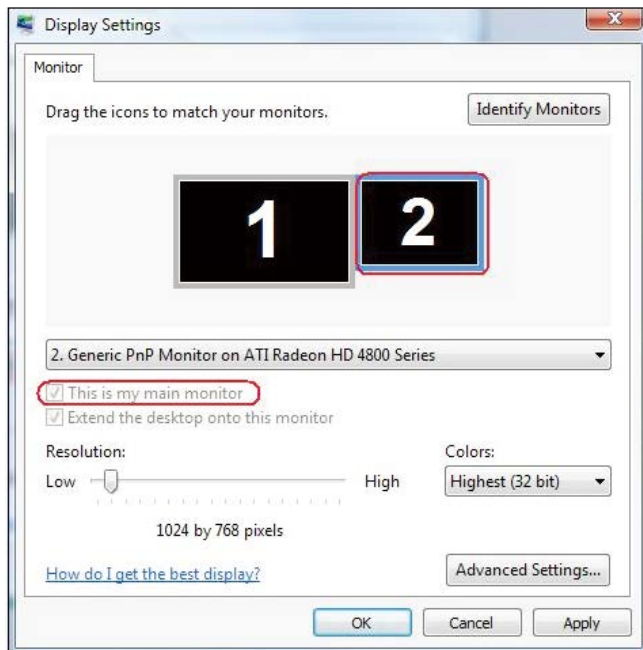 Display Settings
Monitor
Drag the icons to match your monitors.
Identify Monitors
1
2
2. Generic PnP Monitor on ATI Radeon HD 4800 Series
This is my main monitor
Extend the desktop onto this monitor
Resolution:
Colors:
Low
High
Highest (32 bit)
1024 by 768 pixels
How do I get the best display?
Advanced Settings...
OK
Cancel
Apply